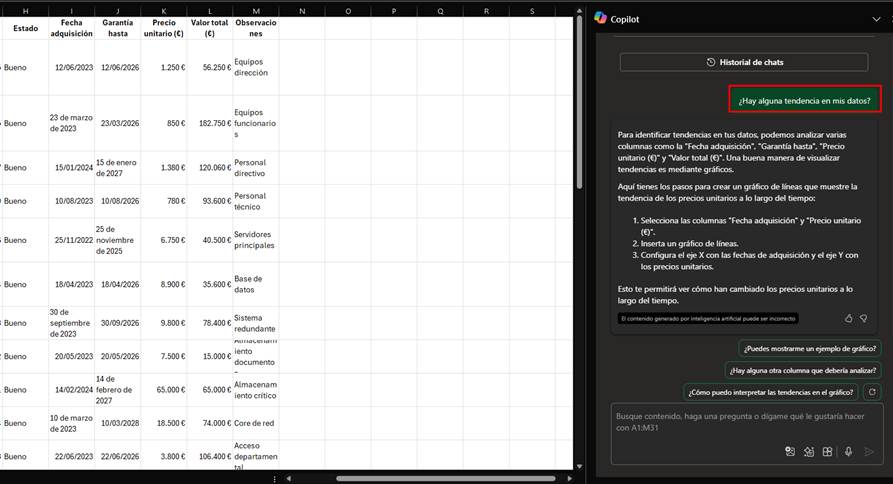 H I J K L M N O P Q R S
Estado Fecha adquisición Garantía hasta Precio unitario (€) Valor total (€) Observacio nes
Bueno 12/06/2023 12/06/2026 1.250 € 56.250 € Equipos dirección
Bueno 23 de marzo de 2023 23/03/2026 850 € 182.750 € Equipos funcionario s
Bueno 15/01/2024 15 de enero de 2027 1.380 € 120.060 € Personal directivo
Bueno 10/08/2023 10/08/2026 780 € 93.600 € Personal técnico
Bueno 25/11/2022 25 de noviembre de 2025 6.750 € 40.500 € Servidores principales
Bueno 18/04/2023 18/04/2026 8.900 € 35.600 € Base de datos
Bueno 30 de septiembre de 2023 30/09/2026 9.800 € 78.400 € Sistema redundante
Bueno 20/05/2023 20/05/2026 7.500 € 15.000 € Almacenam iento documento
Bueno 14/02/2024 14 de febrero de 2027 65.000 € 65.000 € Almacenam iento crítico
Bueno 10 de marzo de 2023 10/03/2028 18.500 € 74.000 € Core de red
Bueno 22/06/2023 22/06/2026 3.800 € 106.400 € Acceso departamen tal
Copilot
Historial de chats
¿Hay alguna tendencia en mis datos?
Para identificar tendencias en tus datos, podemos analizar varias
columnas como la "Fecha adquisición", "Garantía hasta", "Precio
unitario (€)" y "Valor total (€)". Una buena manera de visualizar
tendencias es mediante gráficos.
Aquí tienes los pasos para crear un gráfico de líneas que muestre la
tendencia de los precios unitarios a lo largo del tiempo:
1. Selecciona las columnas "Fecha adquisición" y "Precio unitario
(€)".
2. Inserta un gráfico de líneas.
3. Configura el eje X con las fechas de adquisición y el eje Y con
los precios unitarios.
Esto te permitirá ver cómo han cambiado los precios unitarios a lo
largo del tiempo.
El contenido generado por inteligencia artificial puede ser incorrecto
¿Puedes mostrarme un ejemplo de gráfico?
¿Hay alguna otra columna que debería analizar?
¿Cómo puedo interpretar las tendencias en el gráfico?
Busque contenido, haga una pregunta o dígame qué le gustaría hacer
con A1:M31